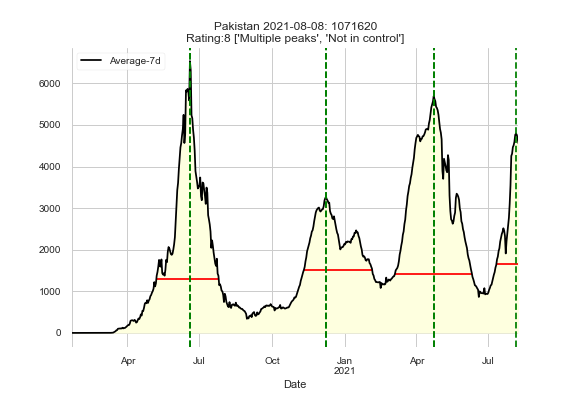 Pakistan 2021-08-08: 1071620
Rating:8 ['Multiple peaks', 'Not in control']
Average-7d
6000
5000
4000
3000
2000
1000
0
Apr
Jul
Oct
Jan
2021
Apr
Jul
Date